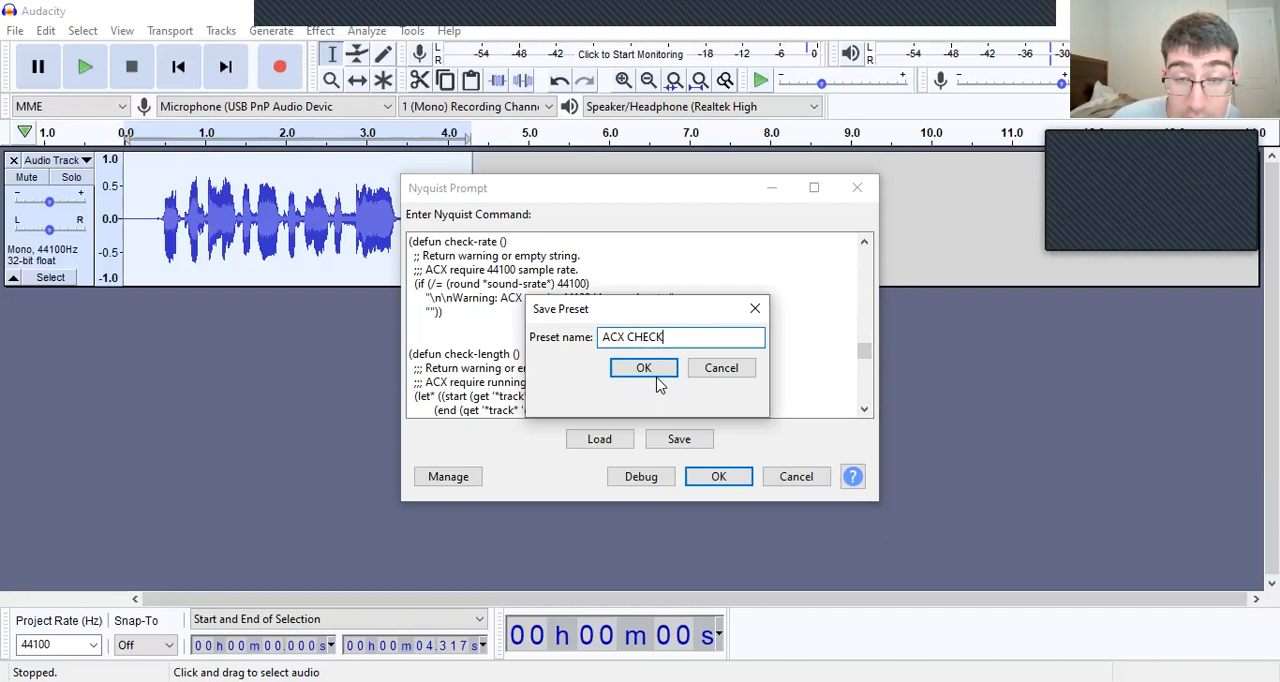 Audacity
File Edit Select View Transport Tracks Generate Effect Analyze Tools Help
L R -54 -48 -42 Click to Start Monitoring -18 -12 -6 0 L R -54 -48 -42 -36 -30
MME Microphone (USB PnP Audio Devic 1 (Mono) Recording Chann Speaker/Headphone (Realtek High
1.0 0.0 1.0 2.0 3.0 4.0 5.0 6.0 7.0 8.0 9.0 10.0 11.0 14.0
Audio Track 1.0
Mute Solo 0.5
L R 0.0
Mono, 44100Hz -0.5
32-bit float
Select -1.0
Nyquist Prompt
Enter Nyquist Command:
(defun check-rate ()
;; Return warning or empty string.
;;; ACX require 44100 sample rate.
(if (/= (round *sound-srate*) 44100)
"\n\nWarning: ACX
""))
(defun check-length ()
;;; Return warning or e
;;; ACX require running
(let* ((start (get '*track*
(end (get '*track* '
Save Preset
Preset name: ACX CHECK
OK Cancel
Load Save
Manage Debug OK Cancel ?
Project Rate (Hz) Snap-To Start and End of Selection
44100 Off 00h00m00.000s 00h00m04.317s 00h00m00s
Stopped. Click and drag to select audio